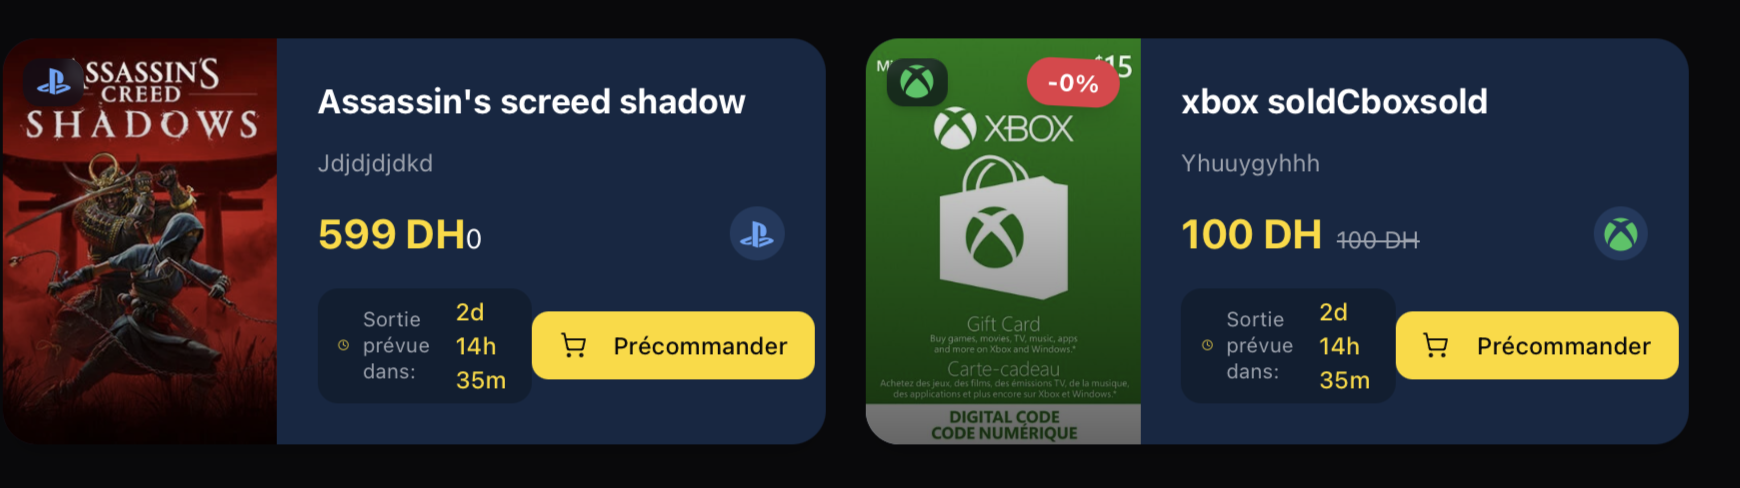 ASSASSIN'S
CREED
SHADOWS
Assassin's screed shadow
Jdjdjdjdkd
599 DH0
Sortie
prévue
dans:
2d
14h
35m
Précommander
$15
-0%
XBOX
Gift Card
Buy games, movies, TV, music, apps
and more on Xbox and Windows.*
Carte-cadeau
Achetez des jeux, des films, des émissions TV, de la musique,
des applications et plus encore sur Xbox et Windows.*
DIGITAL CODE
CODE NUMÉRIQUE
xbox soldCboxsold
Yhuuygyhhh
100 DH 100 DH
Sortie
prévue
dans:
2d
14h
35m
Précommander